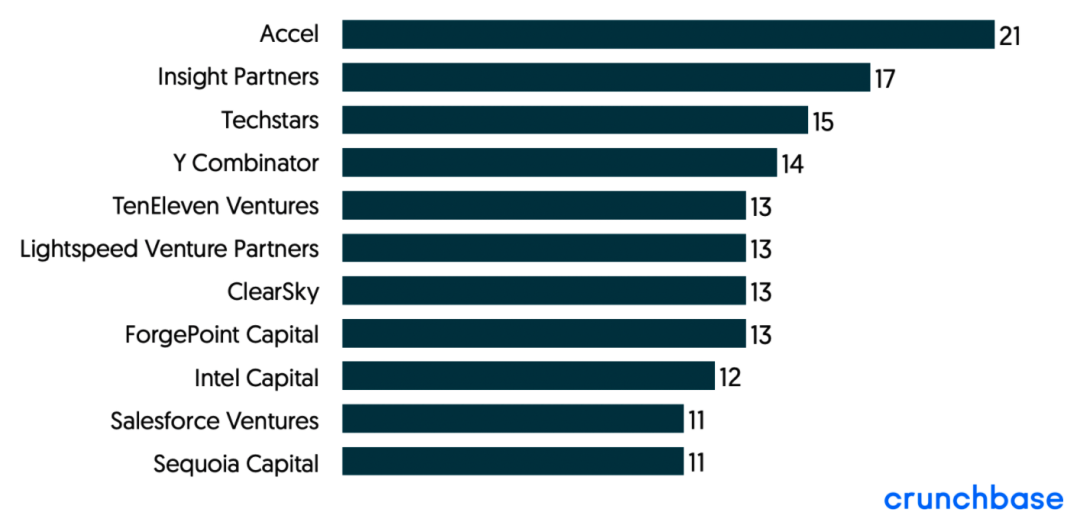 Accel 21
Insight Partners 17
Techstars 15
Y Combinator 14
TenEleven Ventures 13
Lightspeed Venture Partners 13
ClearSky 13
ForgePoint Capital 13
Intel Capital 12
Salesforce Ventures 11
Sequoia Capital 11
crunchbase